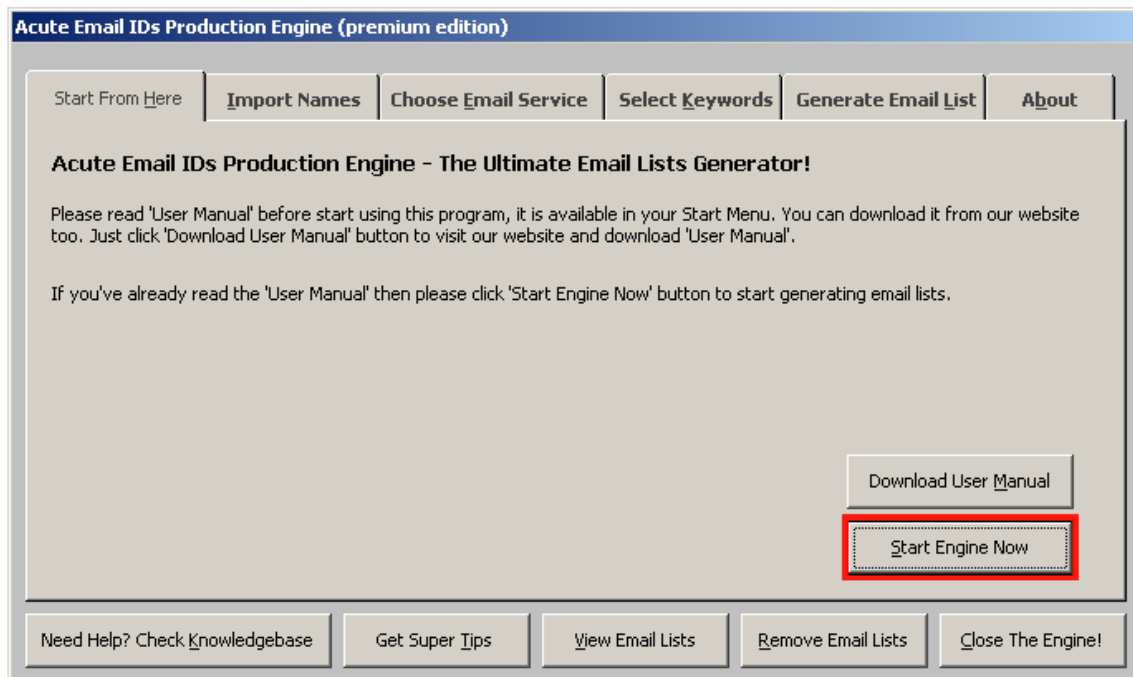 Acute Email IDs Production Engine (premium edition)
Start From Here
Import Names
Choose Email Service
Select Keywords
Generate Email List
About
Acute Email IDs Production Engine - The Ultimate Email Lists Generator!
Please read 'User Manual' before start using this program, it is available in your Start Menu. You can download it from our website
too. Just click 'Download User Manual' button to visit our website and download 'User Manual'.
If you've already read the 'User Manual' then please click 'Start Engine Now' button to start generating email lists.
Download User Manual
Start Engine Now
Need Help? Check Knowledgebase
Get Super Tips
View Email Lists
Remove Email Lists
Close The Engine!